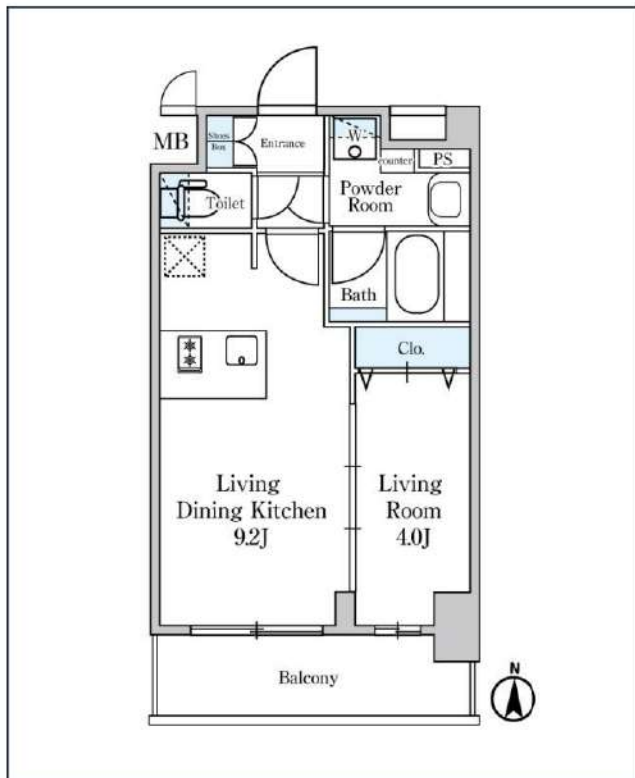 MB
Shoes
Box
Entrance
W
counter
PS
Toilet
Powder
Room
Bath
Clo.
Living
Dining Kitchen
9.2J
Living
Room
4.0J
Balcony
N